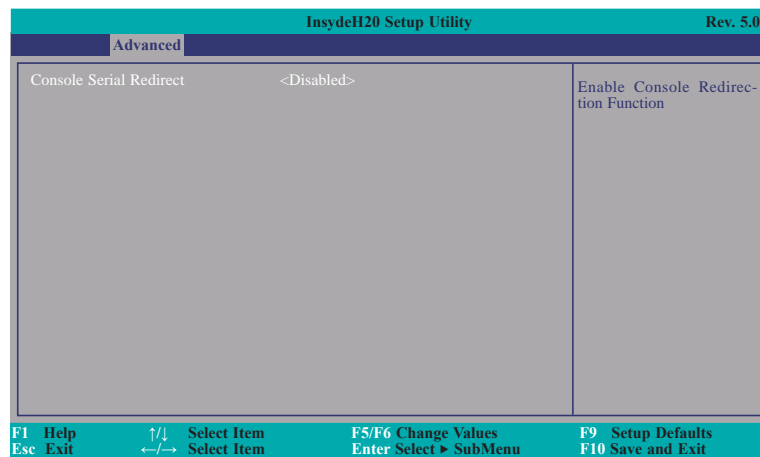 InsydeH20 Setup Utility Rev. 5.0
Advanced
Console Serial Redirect <Disabled>
Enable Console Redirec-
tion Function
F1 Help ↑/↓ Select Item F5/F6 Change Values F9 Setup Defaults
Esc Exit ←/→ Select Item Enter Select ► SubMenu F10 Save and Exit